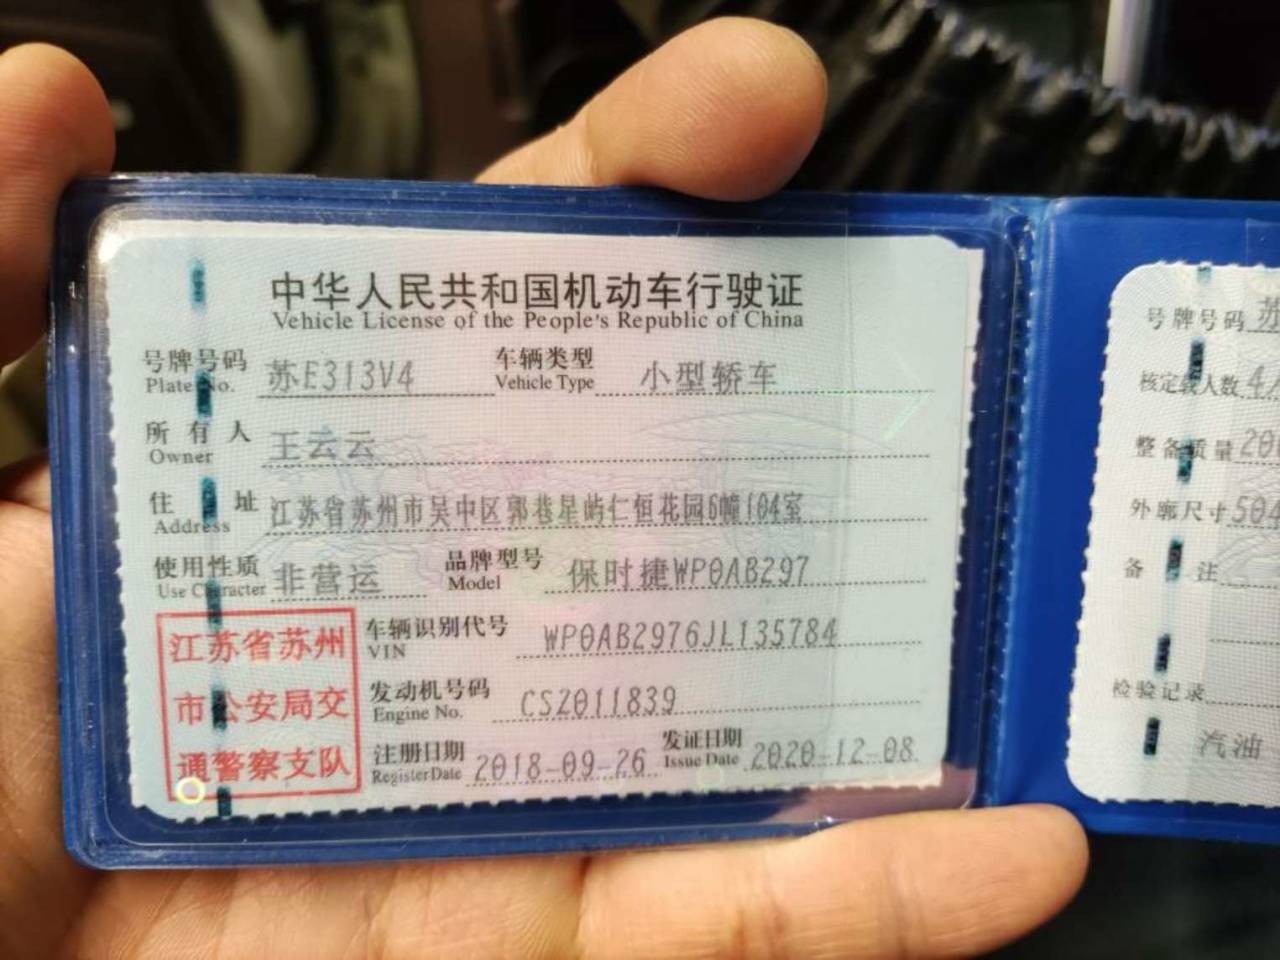 中华人民共和国机动车行驶证
Vehicle License of the People's Republic of China
号牌号码 苏E313V4 车辆类型 小型轿车
Plate No. Vehicle Type
所有人 王云云
Owner
住址 江苏省苏州市吴中区郭巷星屿仁恒花园6幢104室
Address
使用性质 非营运 品牌型号 保时捷WP0AB297
Use Character Model
江苏省苏州
市公安局交
通警察支队
车辆识别代号 WP0AB2976JL135784
VIN
发动机号码 CS2011839
Engine No.
注册日期 2018-09-26 发证日期 2020-12-08
Register Date Issue Date
号牌号码 苏
核定载人数 4
整备质量 20
外廓尺寸 504
备注
检验记录
汽油